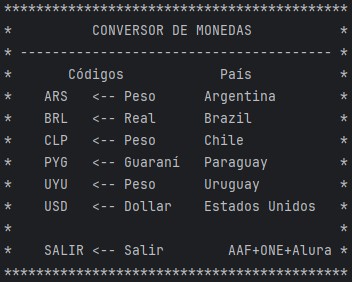 *******************************************
*          CONVERSOR DE MONEDAS           *
* --------------------------------------- *
*       Códigos            País           *
*    ARS   <-- Peso      Argentina        *
*    BRL   <-- Real      Brazil           *
*    CLP   <-- Peso      Chile            *
*    PYG   <-- Guaraní   Paraguay         *
*    UYU   <-- Peso      Uruguay          *
*    USD   <-- Dollar    Estados Unidos   *
*                                         *
*    SALIR <-- Salir        AAF+ONE+Alura *
*******************************************